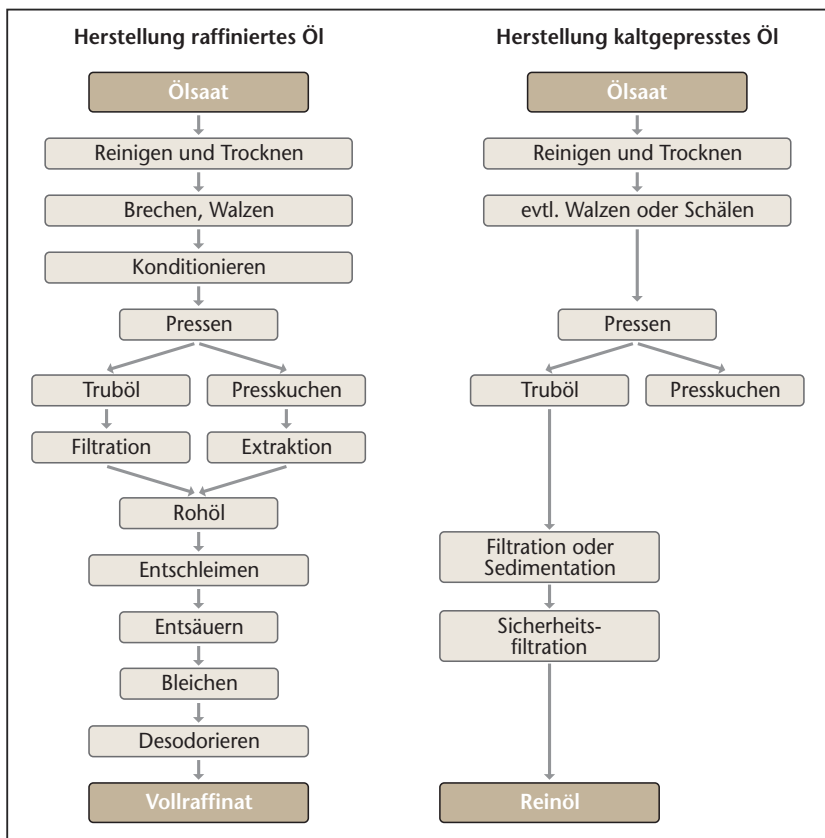 Herstellung raffiniertes Öl
Ölsaat
Reinigen und Trocknen
Brechen, Walzen
Konditionieren
Pressen
Truböl
Presskuchen
Filtration
Extraktion
Rohöl
Entschleimen
Entsäuern
Bleichen
Desodorieren
Vollraffinat
Herstellung kaltgepresstes Öl
Ölsaat
Reinigen und Trocknen
evtl. Walzen oder Schälen
Pressen
Truböl
Presskuchen
Filtration oder
Sedimentation
Sicherheits-
filtration
Reinöl